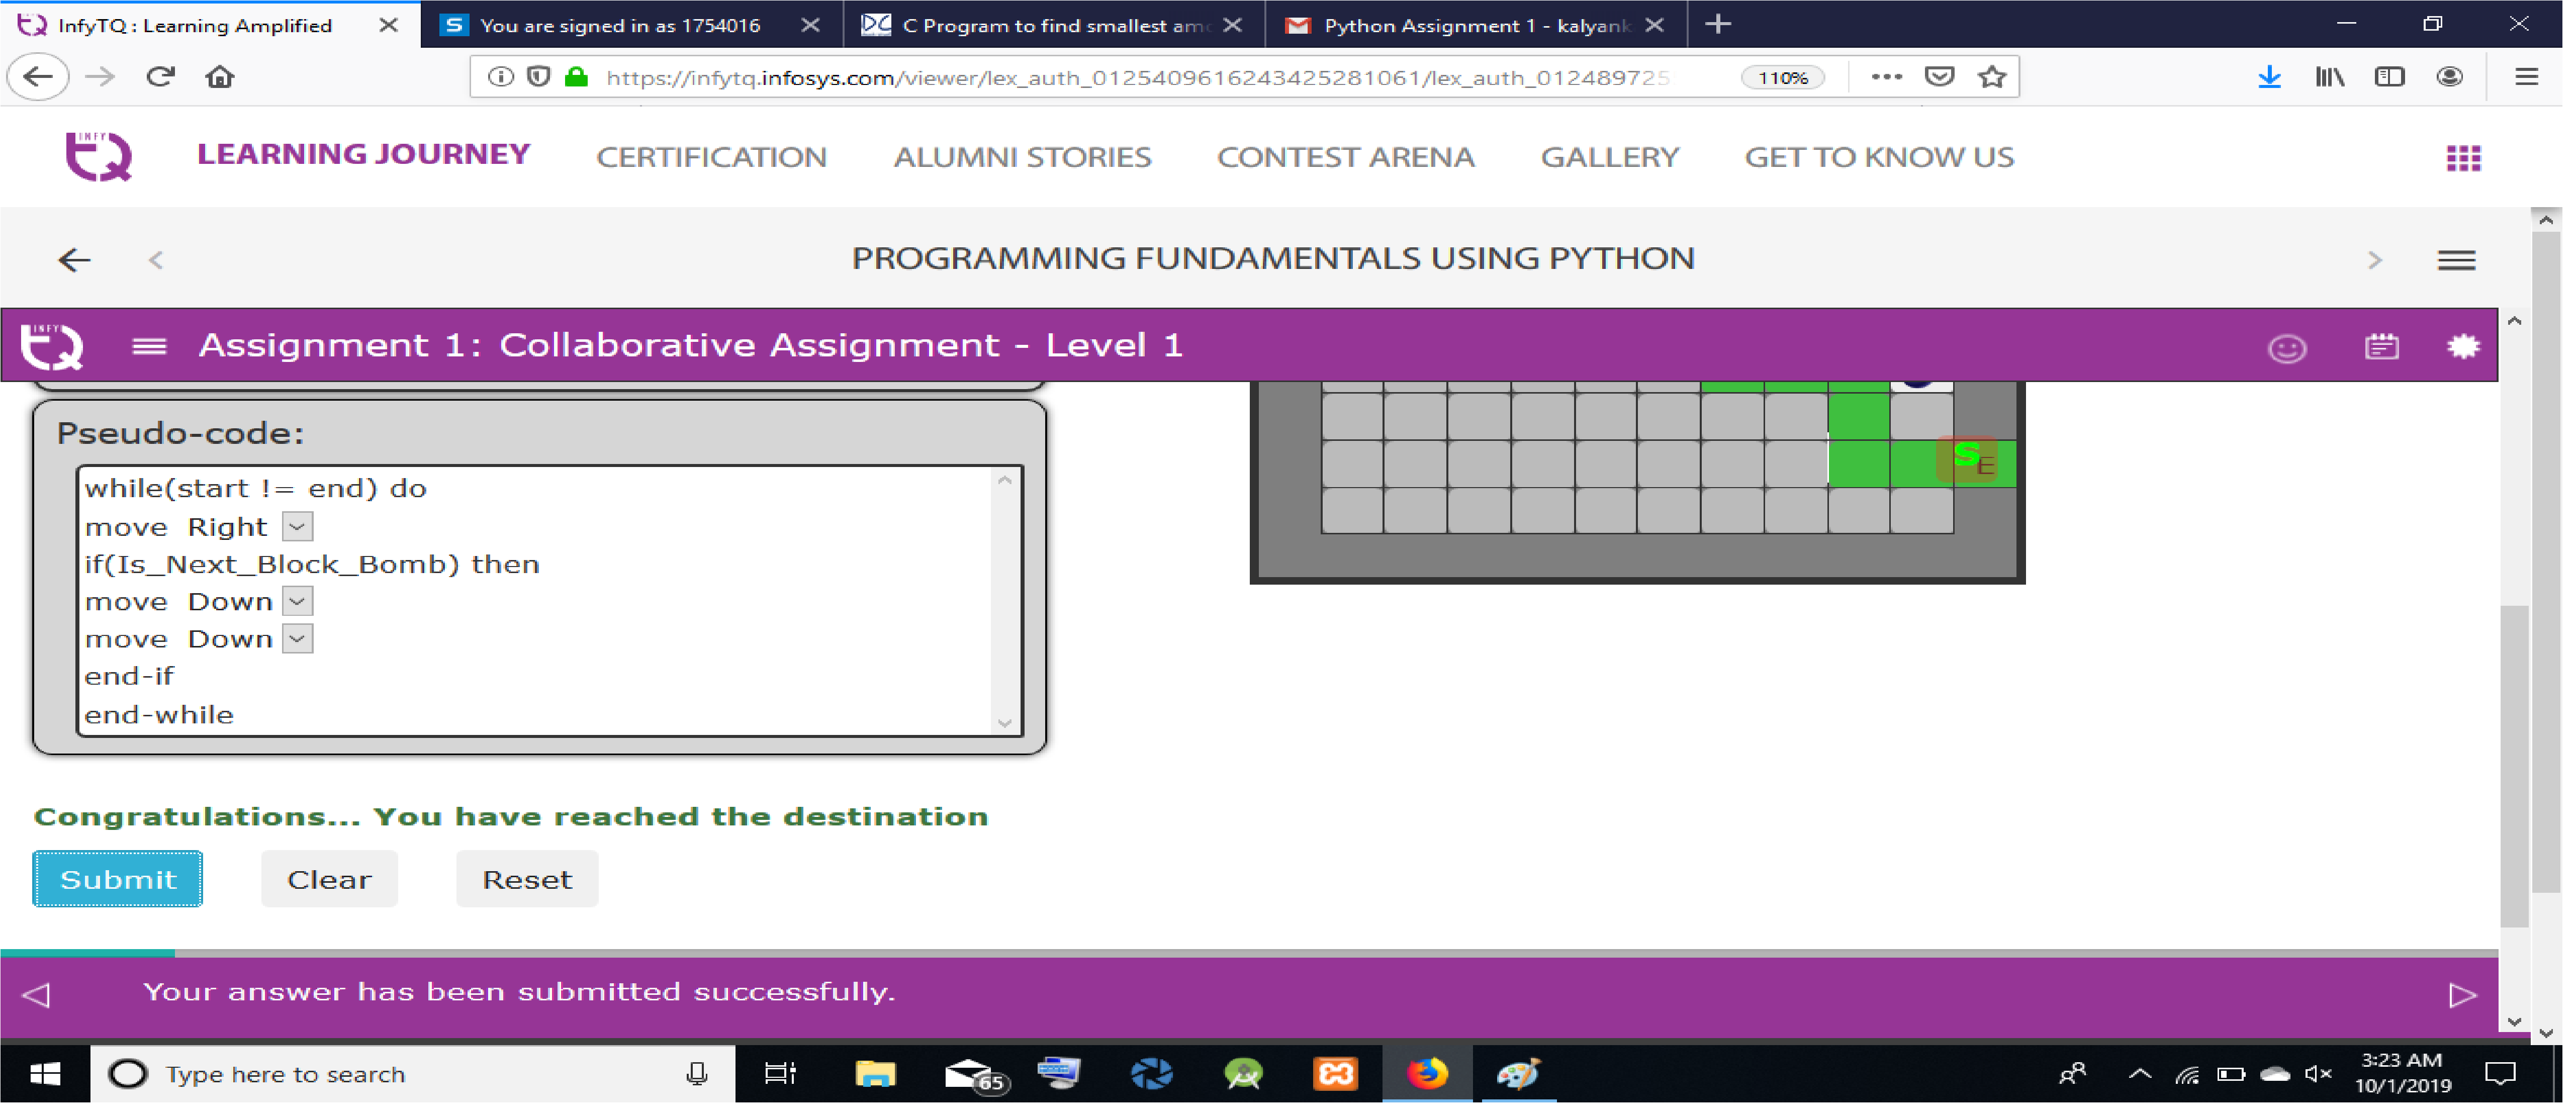 InfyTQ : Learning Amplified
You are signed in as 1754016
C Program to find smallest am
Python Assignment 1 - kalyank
https://infytq.infosys.com/viewer/lex_auth_0125409616243425281061/lex_auth_012489725
110%
INFY TQ
LEARNING JOURNEY
CERTIFICATION
ALUMNI STORIES
CONTEST ARENA
GALLERY
GET TO KNOW US
PROGRAMMING FUNDAMENTALS USING PYTHON
INFY TQ
Assignment 1: Collaborative Assignment - Level 1
Pseudo-code:
while(start != end) do
move Right
if(Is_Next_Block_Bomb) then
move Down
move Down
end-if
end-while
S
E
Congratulations... You have reached the destination
Submit
Clear
Reset
Your answer has been submitted successfully.
Type here to search
65
3:23 AM
10/1/2019